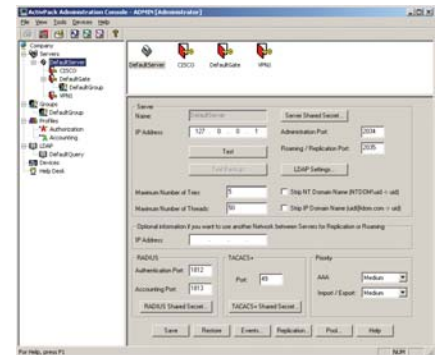 ActivPack Administration Console - ADMIN [Administrator]
File View Tools Devices Help
Company
Servers
DefaultServer
CISCO
DefaultGate
DefaultGroup
VPN1
Groups
DefaultGroup
Profiles
Authorization
Accounting
LDAP
DefaultQuery
Devices
Help Desk
DefaultServer CISCO DefaultGate VPN1
Server
Name: DefaultServer Server Shared Secret...
IP Address 127 . 0 . 0 . 1 Administration Port: 2034
Test Roaming / Replication Port: 2035
LDAP Settings...
Maximum Number of Tries: 5 Strip NT Domain Name (NTDOM\uid -> uid)
Maximum Number of Threads: 50 Strip IP Domain Name (uid@dom.com -> uid)
Optional information if you want to use another Network between Servers for Replication or Roaming
IP Address
RADIUS TACACS+ Priority
Authentication Port: 1812 Port: 49 AAA Medium
Accounting Port: 1813 Import / Export Medium
RADIUS Shared Secret... TACACS+ Shared Secret...
Save Restore Events... Replication... Pool... Help
For Help, press F1 NUM